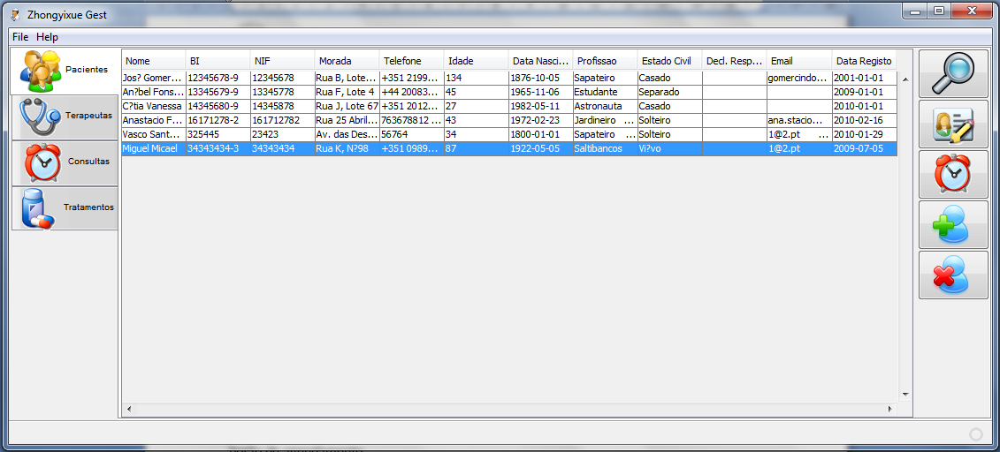 Zhongyixue Gest
File Help
Pacientes
Terapeutas
Consultas
Tratamentos
Nome BI NIF Morada Telefone Idade Data Nasci... Profissao Estado Civil Decl. Resp... Email Data Registo
Jos? Gomer... 12345678-9 12345678 Rua B, Lote... +351 2199... 134 1876-10-05 Sapateiro Casado gomercindo... 2001-01-01
An?bel Fons... 13345679-9 13345778 Rua F, Lote 4 +44 20083... 45 1965-11-06 Estudante Separado 2009-01-01
C?tia Vanessa 14345680-9 14345878 Rua J, Lote 67 +351 2012... 27 1982-05-11 Astronauta Casado 2010-01-01
Anastacio F... 16171278-2 161712782 Rua 25 Abril... 763678812 ... 43 1972-02-23 Jardineiro ... Solteiro ana.stacio... 2010-02-16
Vasco Sant... 325445 23423 Av. das Des... 56764 34 1800-01-01 Sapateiro ... Solteiro 1@2.pt ... 2010-01-29
Miguel Micael 34343434-3 34343434 Rua K, N?98 +351 0989... 87 1922-05-05 Saltibancos Vi?vo 1@2.pt 2009-07-05